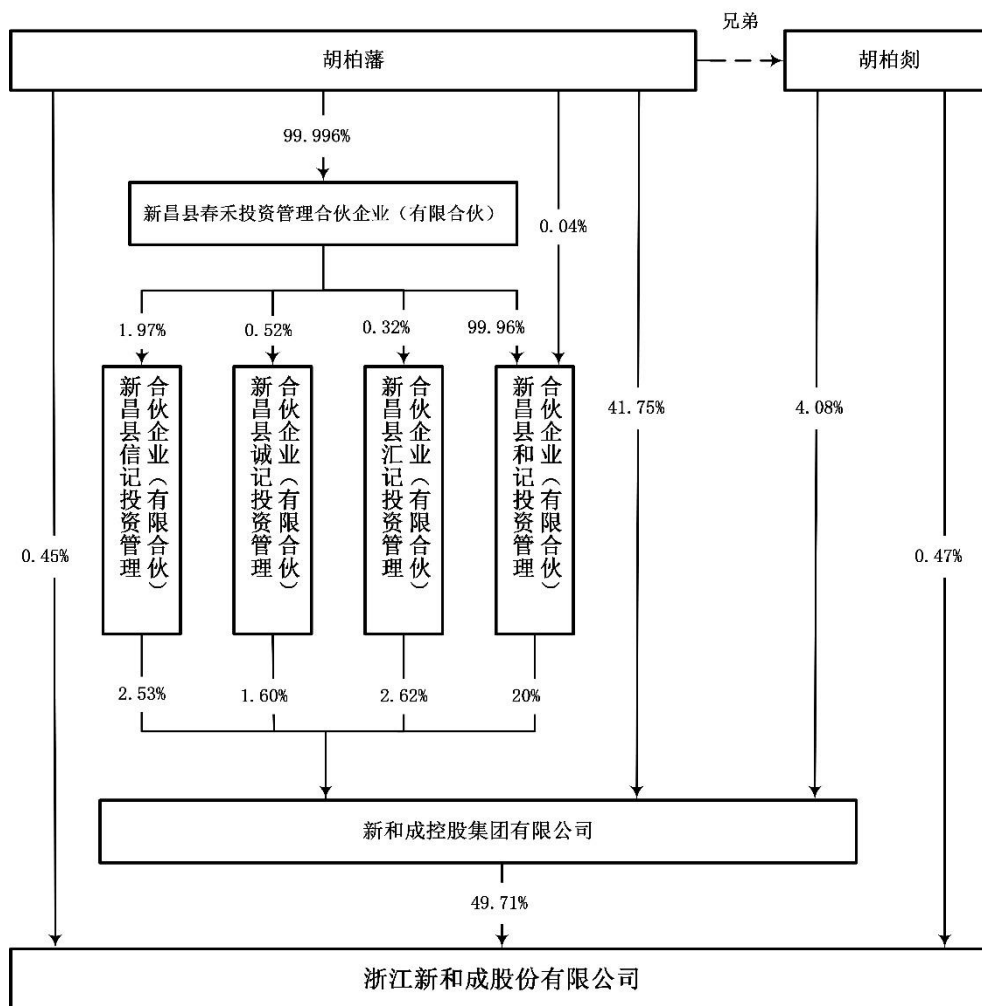 兄弟
胡柏藩
胡柏剡
99.996%
新昌县春禾投资管理合伙企业（有限合伙）
0.04%
1.97%
0.52%
0.32%
99.96%
新昌县信记投资管理
合伙企业（有限合伙）
新昌县诚记投资管理
合伙企业（有限合伙）
新昌县汇记投资管理
合伙企业（有限合伙）
新昌县和记投资管理
合伙企业（有限合伙）
41.75%
4.08%
0.45%
0.47%
2.53%
1.60%
2.62%
20%
新和成控股集团有限公司
49.71%
浙江新和成股份有限公司